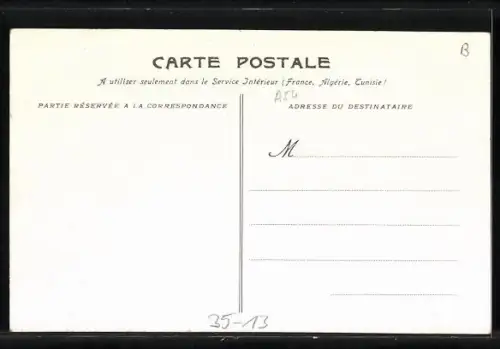 B
CARTE POSTALE
A utiliser seulement dans le Service Intérieur (France, Algérie, Tunisie)
A54
PARTIE RÉSERVÉE A LA CORRESPONDANCE
ADRESSE DU DESTINATAIRE
M
35-13